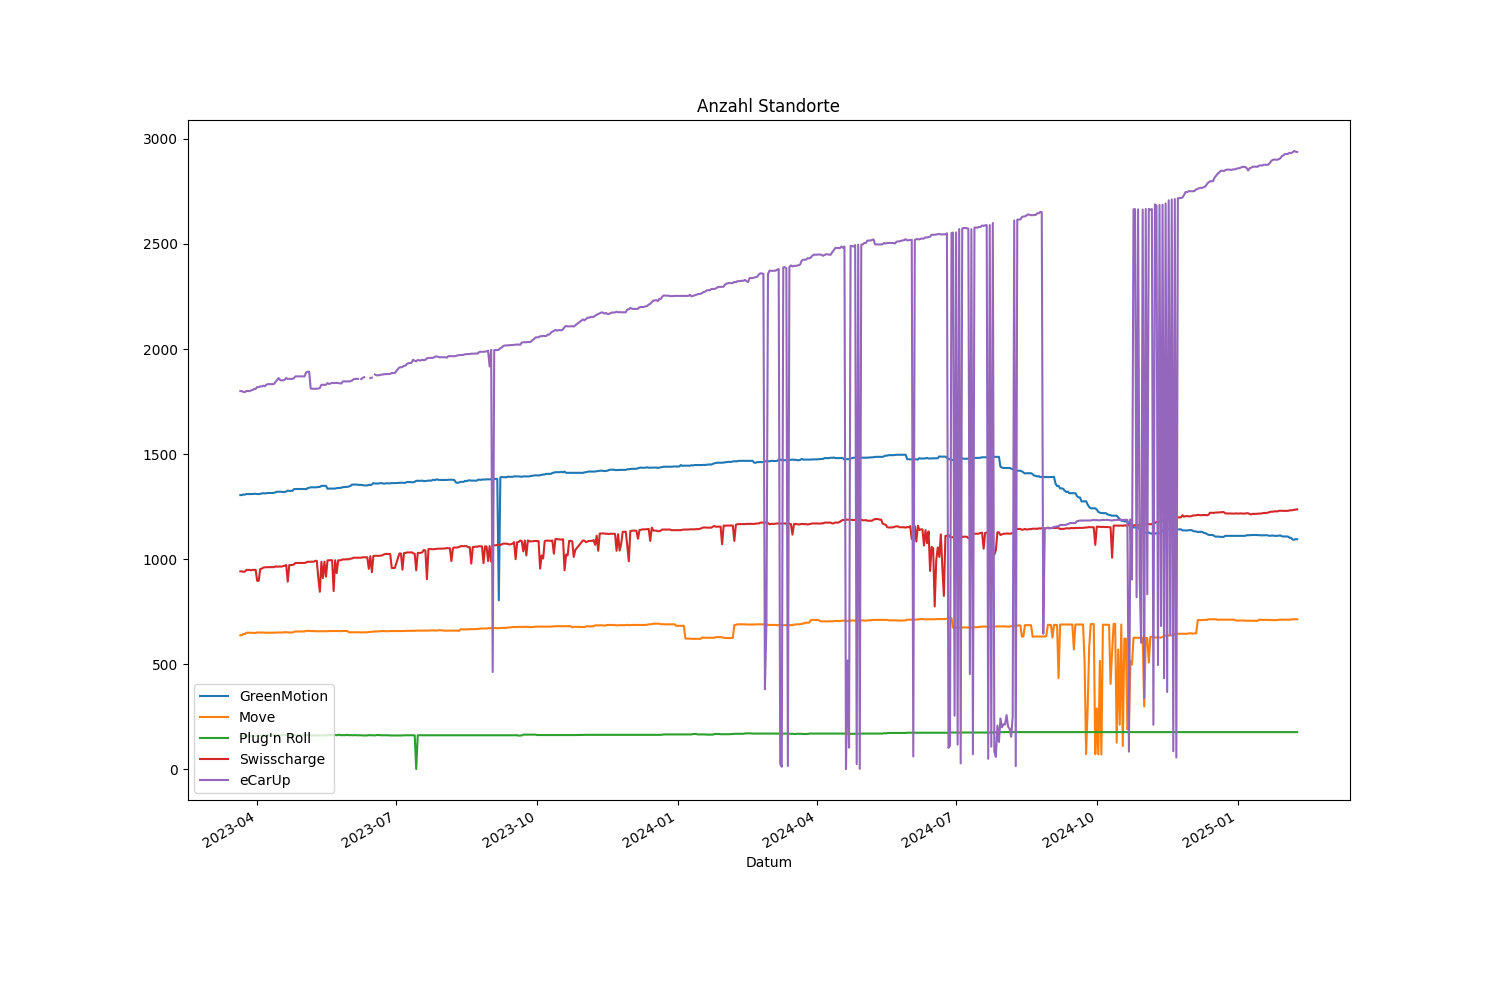 Anzahl Standorte
3000
2500
2000
1500
1000
500
0
GreenMotion
Move
Plug'n Roll
Swisscharge
eCarUp
2023-04
2023-07
2023-10
2024-01
2024-04
2024-07
2024-10
2025-01
Datum